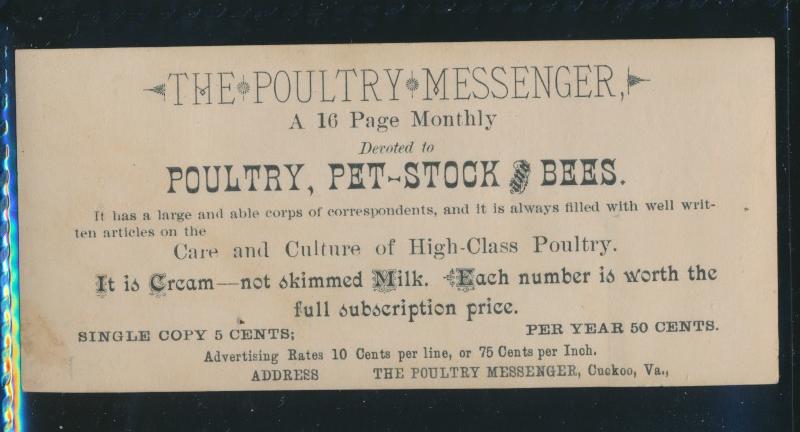 THE POULTRY MESSENGER,
A 16 Page Monthly
Devoted to
POULTRY, PET-STOCK and BEES.
It has a large and able corps of correspondents, and it is always filled with well writ-
ten articles on the
Care and Culture of High-Class Poultry.
It is Cream—not skimmed Milk. Each number is worth the
full subscription price.
SINGLE COPY 5 CENTS; PER YEAR 50 CENTS.
Advertising Rates 10 Cents per line, or 75 Cents per Inch.
ADDRESS THE POULTRY MESSENGER, Cuckoo, Va.,